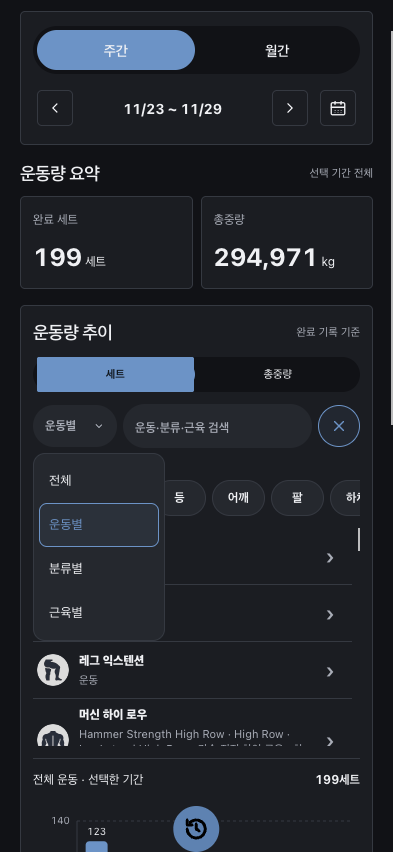 주간
월간
11/23 ~ 11/29
운동량 요약
선택 기간 전체
완료 세트
199 세트
총중량
294,971 kg
운동량 추이
완료 기록 기준
세트
총중량
운동별
운동·분류·근육 검색
전체
운동별
분류별
근육별
등
어깨
팔
레그 익스텐션
운동
머신 하이 로우
Hammer Strength High Row · High Row ·
전체 운동 · 선택한 기간
199세트
140
123